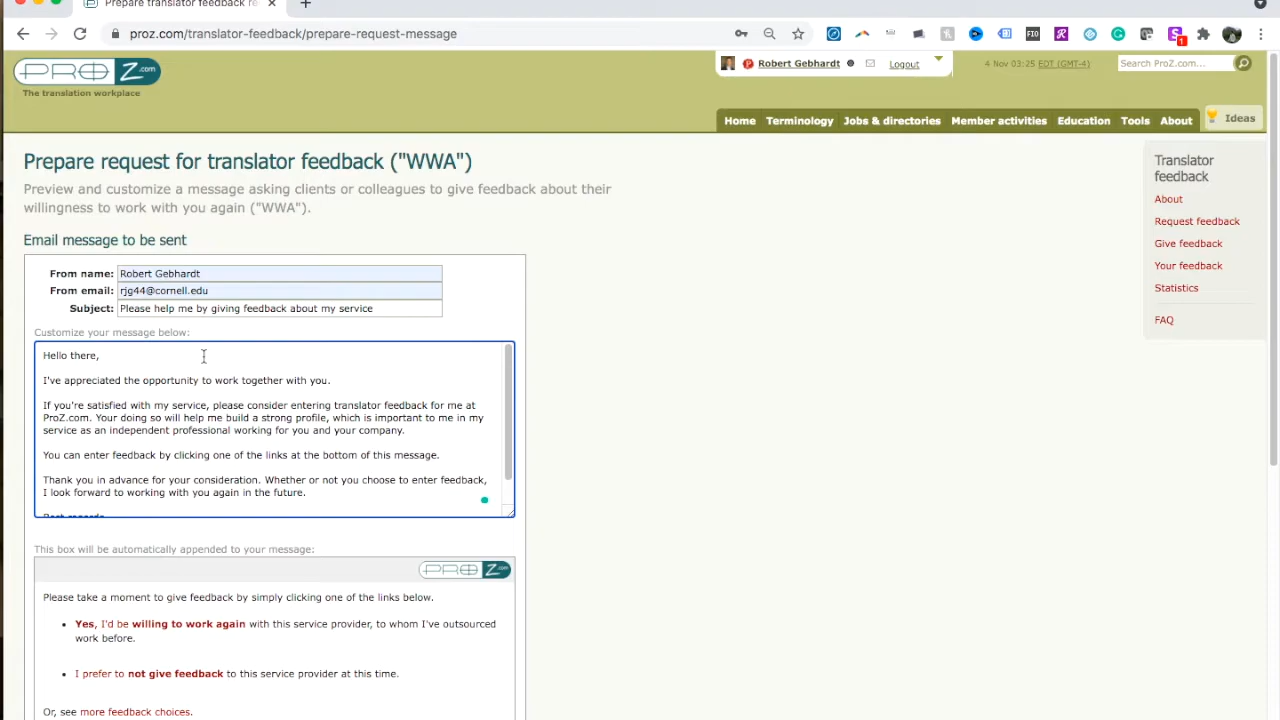 Prepare translator feedback re
proz.com/translator-feedback/prepare-request-message
PROZ.com
The translation workplace
Robert Gebhardt
Logout
4 Nov 03:25 EDT (GMT-4)
Search ProZ.com...
Home Terminology Jobs & directories Member activities Education Tools About Ideas
Prepare request for translator feedback ("WWA")
Preview and customize a message asking clients or colleagues to give feedback about their
willingness to work with you again ("WWA").
Email message to be sent
From name: Robert Gebhardt
From email: rjg44@cornell.edu
Subject: Please help me by giving feedback about my service
Customize your message below:
Hello there,
I've appreciated the opportunity to work together with you.
If you're satisfied with my service, please consider entering translator feedback for me at
ProZ.com. Your doing so will help me build a strong profile, which is important to me in my
service as an independent professional working for you and your company.
You can enter feedback by clicking one of the links at the bottom of this message.
Thank you in advance for your consideration. Whether or not you choose to enter feedback,
I look forward to working with you again in the future.
Best regards
This box will be automatically appended to your message:
PROZ.com
Please take a moment to give feedback by simply clicking one of the links below.
Yes, I'd be willing to work again with this service provider, to whom I've outsourced
work before.
I prefer to not give feedback to this service provider at this time.
Or, see more feedback choices.
Translator
feedback
About
Request feedback
Give feedback
Your feedback
Statistics
FAQ